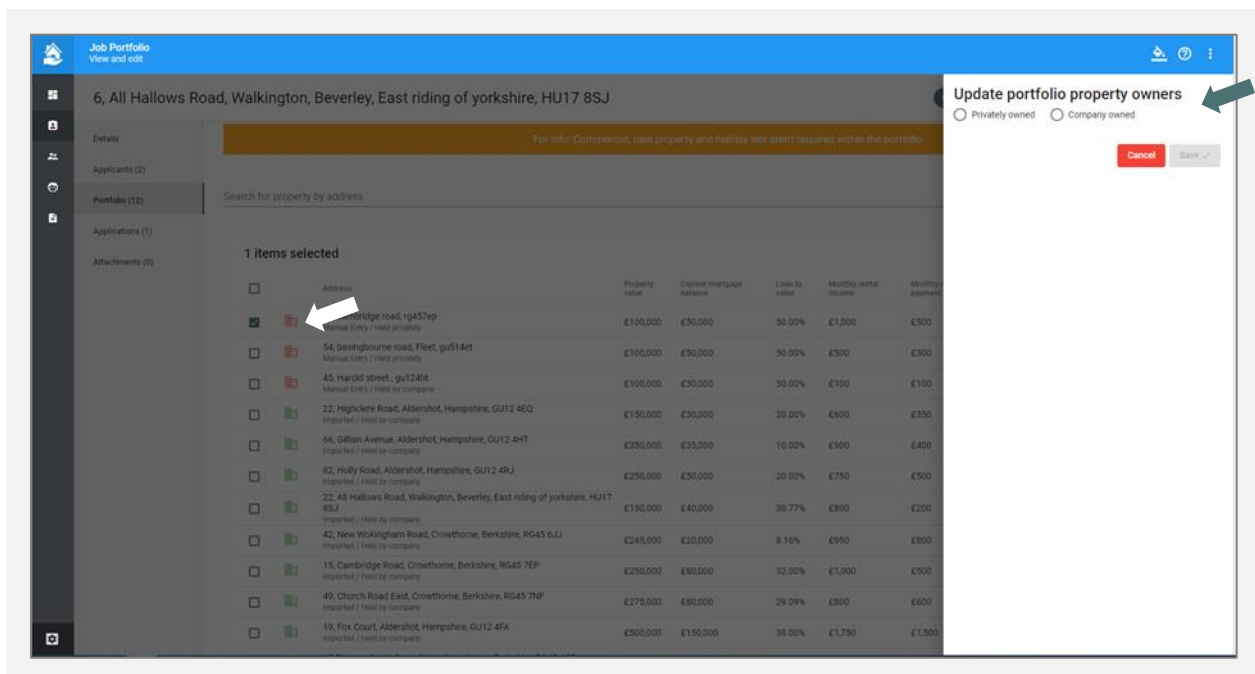 Job Portfolio
View and edit
6, All Hallows Road, Walkington, Beverley, East riding of yorkshire, HU17 8SJ
Update portfolio property owners
Privately owned Company owned
Cancel Save
Details
For info: Commercial, own property and holiday lets aren't required within the portfolio
Applicants (2)
Portfolio (12)
Search for property by address
Applications (1)
Attachments (0)
1 items selected
Address
Property value
Current mortgage balance
Loan to value
Monthly rental income
Monthly
payment
road, rg457ep
Manual Entry / Held privately
£100,000 £50,000 50.00% £1,000 £500
54, basingbourne road, Fleet, gu514et
Manual Entry / Held privately
£100,000 £50,000 50.00% £500 £300
45, Harold street , gu124ht
Manual Entry / Held by company
£100,000 £30,000 30.00% £100 £100
22, Highclere Road, Aldershot, Hampshire, GU12 4EQ
Imported / Held by company
£150,000 £30,000 20.00% £600 £350
66, Gillian Avenue, Aldershot, Hampshire, GU12 4HT
Imported / Held by company
£350,000 £35,000 10.00% £900 £400
82, Holly Road, Aldershot, Hampshire, GU12 4RJ
Imported / Held by company
£250,000 £50,000 20.00% £750 £500
22, All Hallows Road, Walkington, Beverley, East riding of yorkshire, HU17
8SJ
Imported / Held by company
£130,000 £40,000 30.77% £800 £200
42, New Wokingham Road, Crowthorne, Berkshire, RG45 6JJ
Imported / Held by company
£245,000 £20,000 8.16% £950 £800
15, Cambridge Road, Crowthorne, Berkshire, RG45 7EP
Imported / Held by company
£250,000 £80,000 32.00% £1,000 £500
49, Church Road East, Crowthorne, Berkshire, RG45 7NF
Imported / Held by company
£275,000 £80,000 29.09% £800 £600
19, Fox Court, Aldershot, Hampshire, GU12 4FA
Imported / Held by company
£500,000 £150,000 30.00% £1,750 £1,500